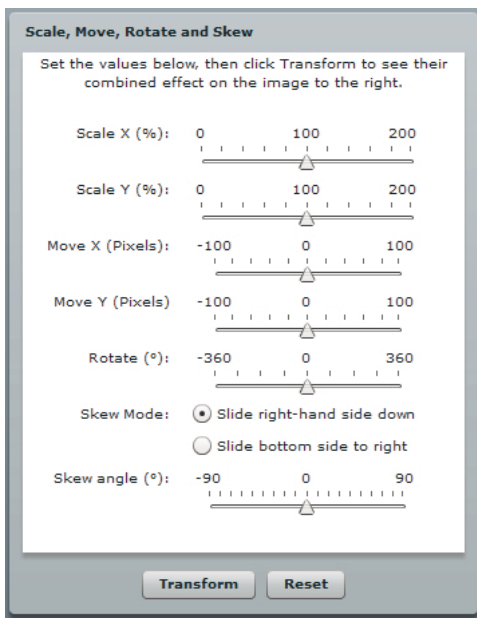 Scale, Move, Rotate and Skew
Set the values below, then click Transform to see their
combined effect on the image to the right.
Scale X (%): 0 100 200
Scale Y (%): 0 100 200
Move X (Pixels): -100 0 100
Move Y (Pixels) -100 0 100
Rotate (°): -360 0 360
Skew Mode: Slide right-hand side down
Slide bottom side to right
Skew angle (°): -90 0 90
Transform Reset